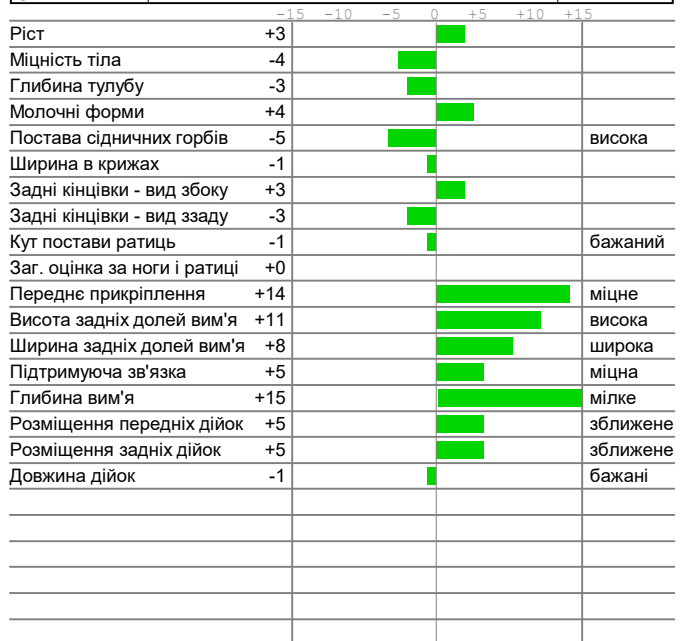 -15 -10 -5 0 +5 +10 +15
Ріст +3
Міцність тіла -4
Глибина тулубу -3
Молочні форми +4
Постава сідничних горбів -5 висока
Ширина в крижах -1
Задні кінцівки - вид збоку +3
Задні кінцівки - вид ззаду -3
Кут постави ратиць -1 бажаний
Заг. оцінка за ноги і ратиці +0
Переднє прикріплення +14 міцне
Висота задніх долей вим'я +11 висока
Ширина задніх долей вим'я +8 широка
Підтримуюча зв'язка +5 міцна
Глибина вим'я +15 мілке
Розміщення передніх дійок +5 зближене
Розміщення задніх дійок +5 зближене
Довжина дійок -1 бажані